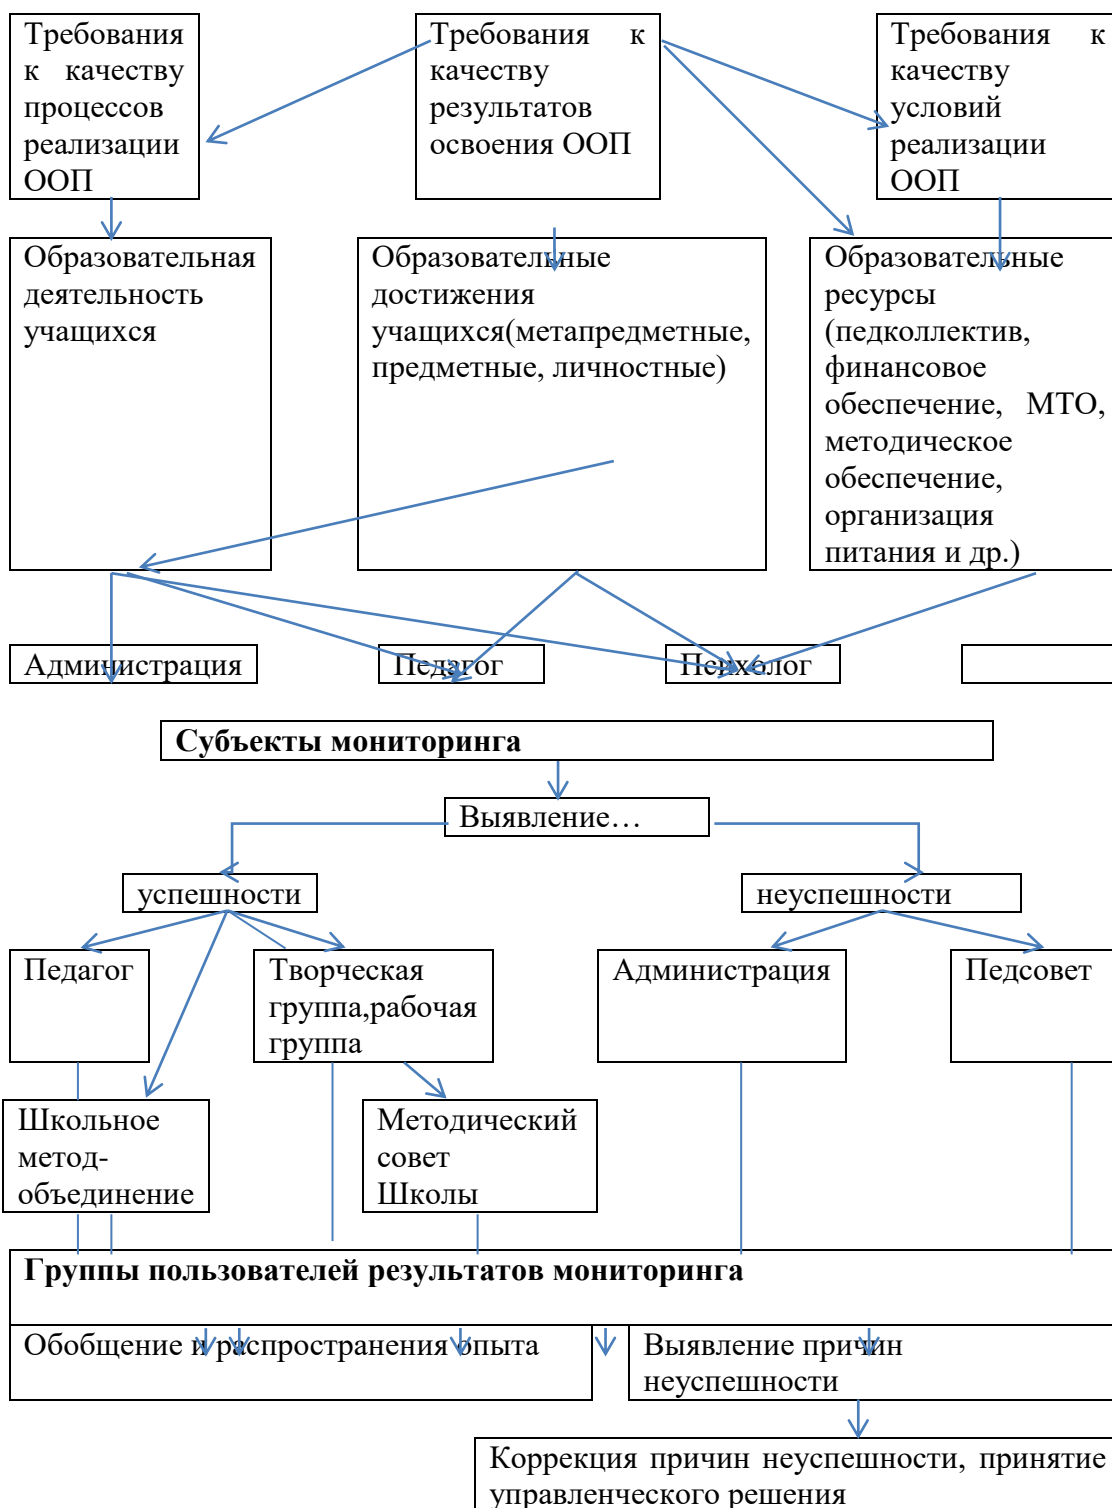 Требования
к качеству
процессов
реализации
ООП
Требования к
качеству
результатов
освоения ООП
Требования к
качеству
условий
реализации
ООП
Образовательная
деятельность
учащихся
Образовательные
достижения
учащихся(метапредметные,
предметные, личностные)
Образовательные
ресурсы
(педколлектив,
финансовое
обеспечение, МТО,
методическое
обеспечение,
организация
питания и др.)
Администрация
Педагог
Психолог
Субъекты мониторинга
Выявление…
успешности
неуспешности
Педагог
Творческая
группа,рабочая
группа
Администрация
Педсовет
Школьное
метод-
объединение
Методический
совет
Школы
Группы пользователей результатов мониторинга
Обобщение и распространения опыта
Выявление причин
неуспешности
Коррекция причин неуспешности, принятие
управленческого решения